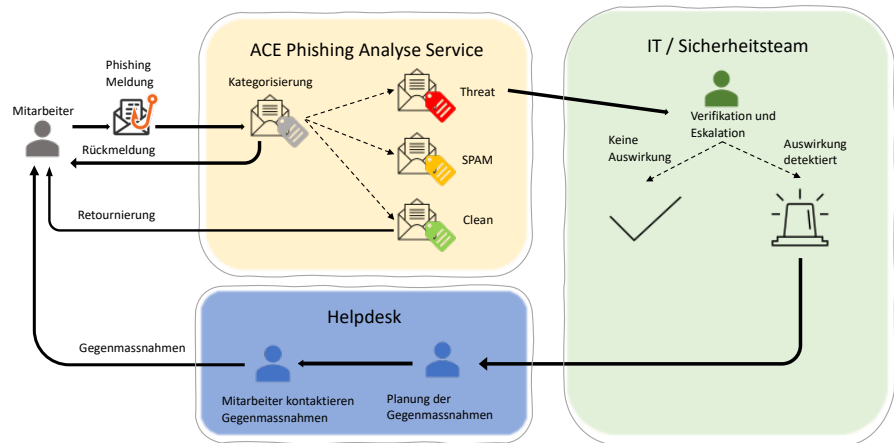 ACE Phishing Analyse Service
IT / Sicherheitsteam
Phishing
Meldung
Kategorisierung
Threat
Mitarbeiter
Verifikation und
Eskalation
Rückmeldung
Keine
Auswirkung
Auswirkung
detektiert
SPAM
Retournierung
Clean
Helpdesk
Gegenmassnahmen
Mitarbeiter kontaktieren
Gegenmassnahmen
Planung der
Gegenmassnahmen